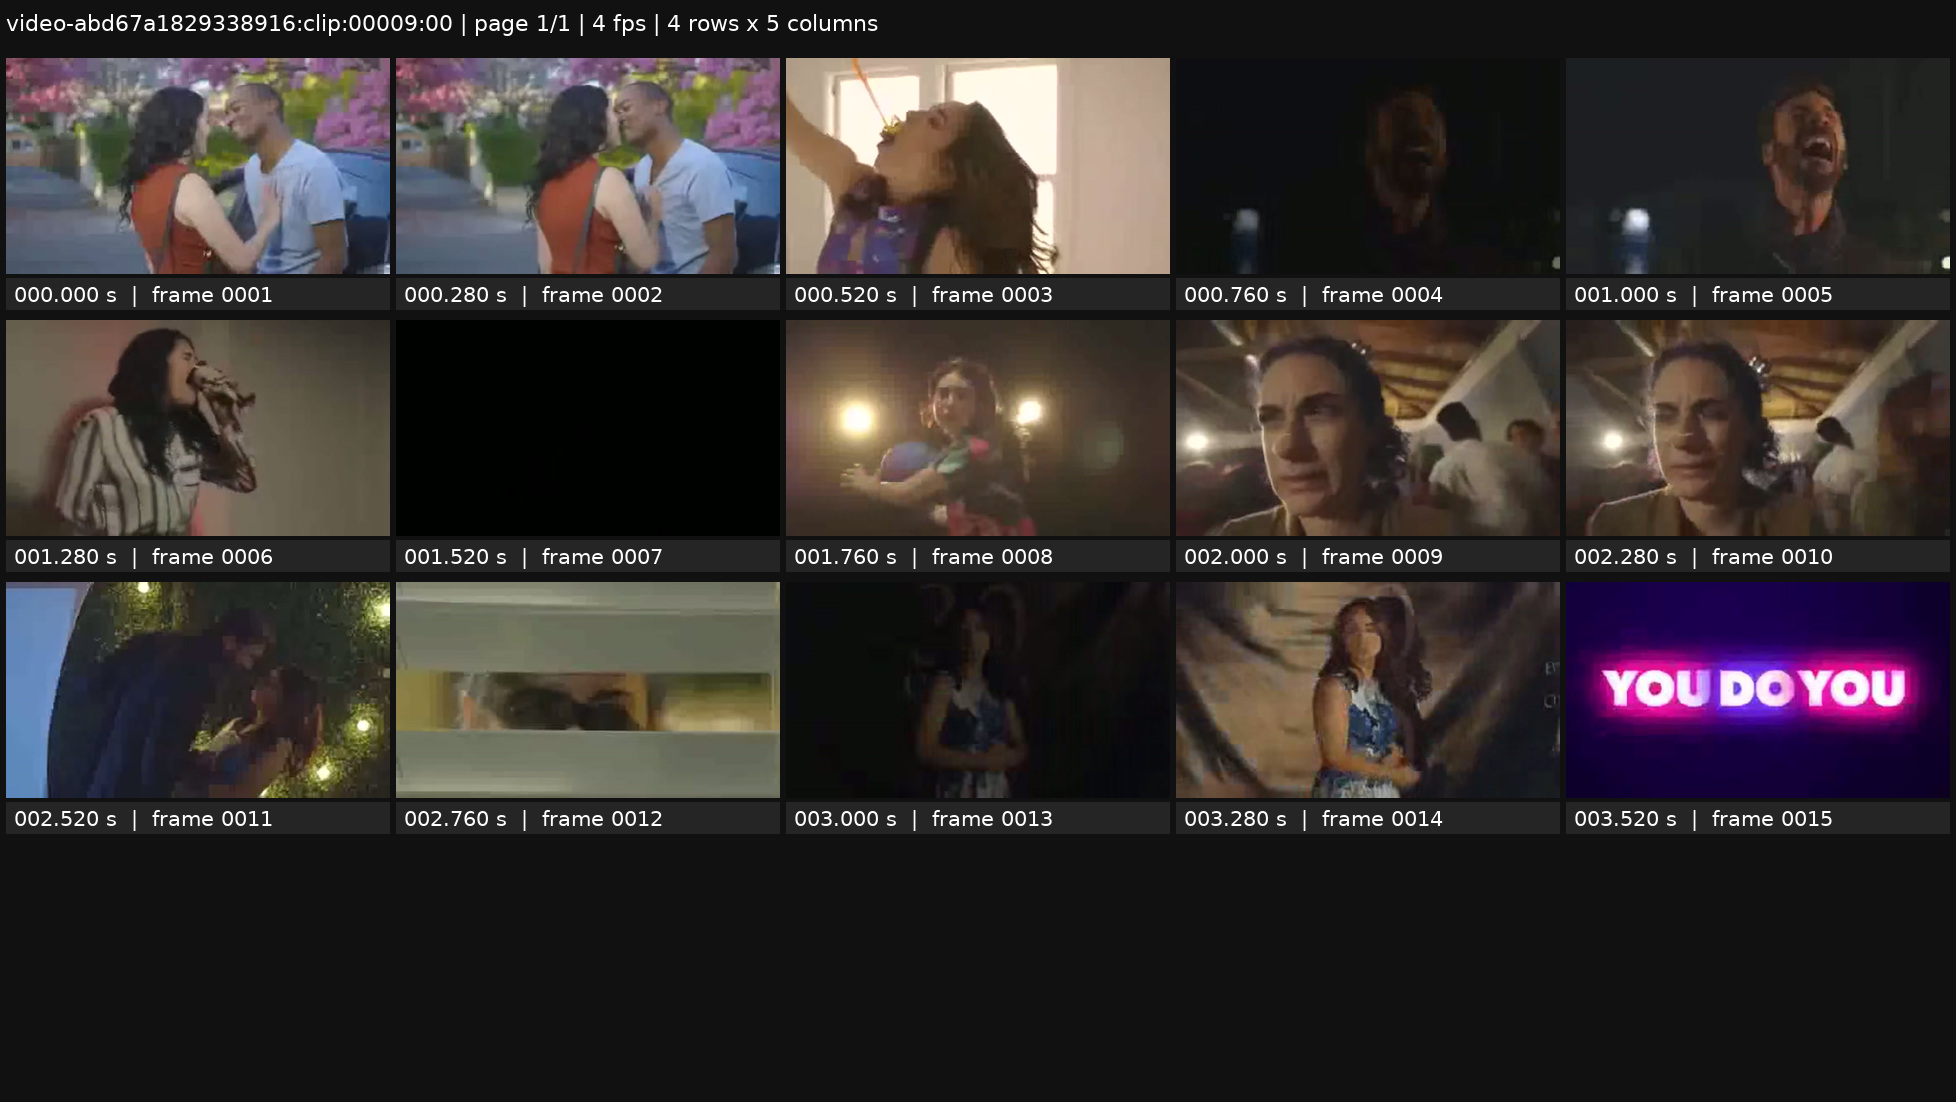 video-abd67a1829338916:clip:00009:00 | page 1/1 | 4 fps | 4 rows x 5 columns
000.000 s | frame 0001
000.280 s | frame 0002
000.520 s | frame 0003
000.760 s | frame 0004
001.000 s | frame 0005
001.280 s | frame 0006
001.520 s | frame 0007
001.760 s | frame 0008
002.000 s | frame 0009
002.280 s | frame 0010
YOU DO YOU
002.520 s | frame 0011
002.760 s | frame 0012
003.000 s | frame 0013
003.280 s | frame 0014
003.520 s | frame 0015